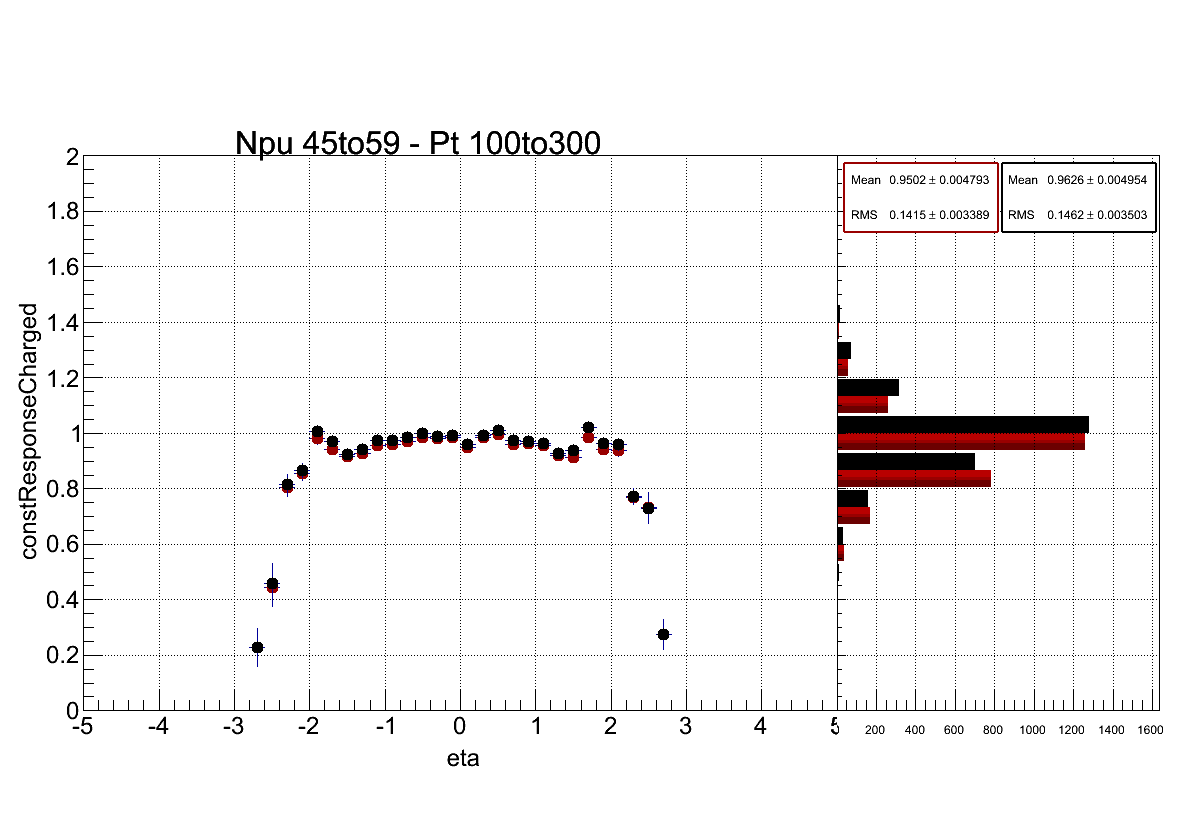 Npu 45to59 - Pt 100to300
2
1.8
1.6
1.4
1.2
1
0.8
0.6
0.4
0.2
0
constResponseCharged
-5 -4 -3 -2 -1 0 1 2 3 4 5
eta
Mean 0.9502 ± 0.004793
RMS 0.1415 ± 0.003389
Mean 0.9626 ± 0.004954
RMS 0.1462 ± 0.003503
200 400 600 800 1000 1200 1400 1600